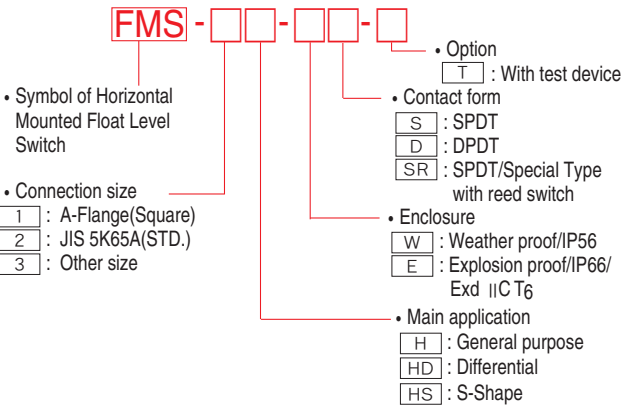 FMS - □□ - □□ - □
• Option
T : With test device
• Symbol of Horizontal
Mounted Float Level
Switch
• Contact form
S : SPDT
D : DPDT
SR : SPDT/Special Type
with reed switch
• Connection size
1 : A-Flange(Square)
2 : JIS 5K65A(STD.)
3 : Other size
• Enclosure
W : Weather proof/IP56
E : Explosion proof/IP66/
Exd IIC T6
• Main application
H : General purpose
HD : Differential
HS : S-Shape